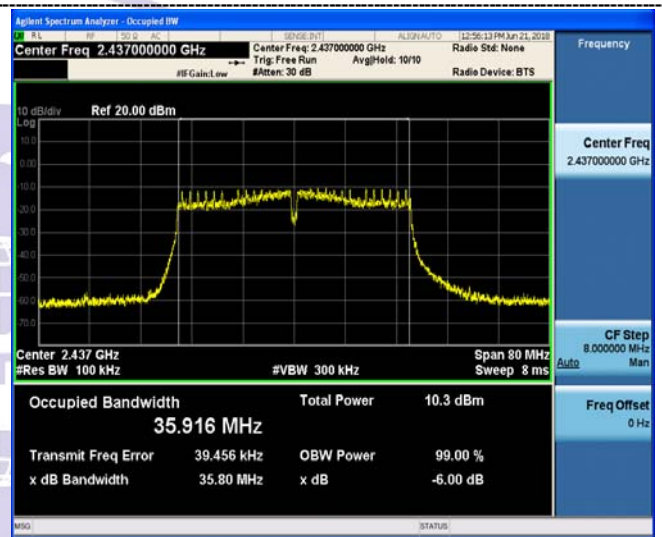 Agilent Spectrum Analyzer - Occupied BW
RL RF 50 Ω AC SENSE:INT ALIGN AUTO 12:56:13 PM Jun 21, 2018
Center Freq 2.437000000 GHz
Center Freq: 2.437000000 GHz
Radio Std: None
Trig: Free Run Avg|Hold: 10/10
#IFGain:Low
#Atten: 30 dB
Radio Device: BTS
10 dB/div Ref 20.00 dBm
Log
10.0
0.00
-10.0
-20.0
-30.0
-40.0
-50.0
-60.0
-70.0
Center 2.437 GHz
Span 80 MHz
#Res BW 100 kHz
#VBW 300 kHz
Sweep 8 ms
Occupied Bandwidth
Total Power 10.3 dBm
35.916 MHz
Transmit Freq Error 39.456 kHz
OBW Power 99.00 %
x dB Bandwidth 35.80 MHz
x dB -6.00 dB
MSG
STATUS
Frequency
Center Freq
2.437000000 GHz
CF Step
8.000000 MHz
Auto Man
Freq Offset
0 Hz